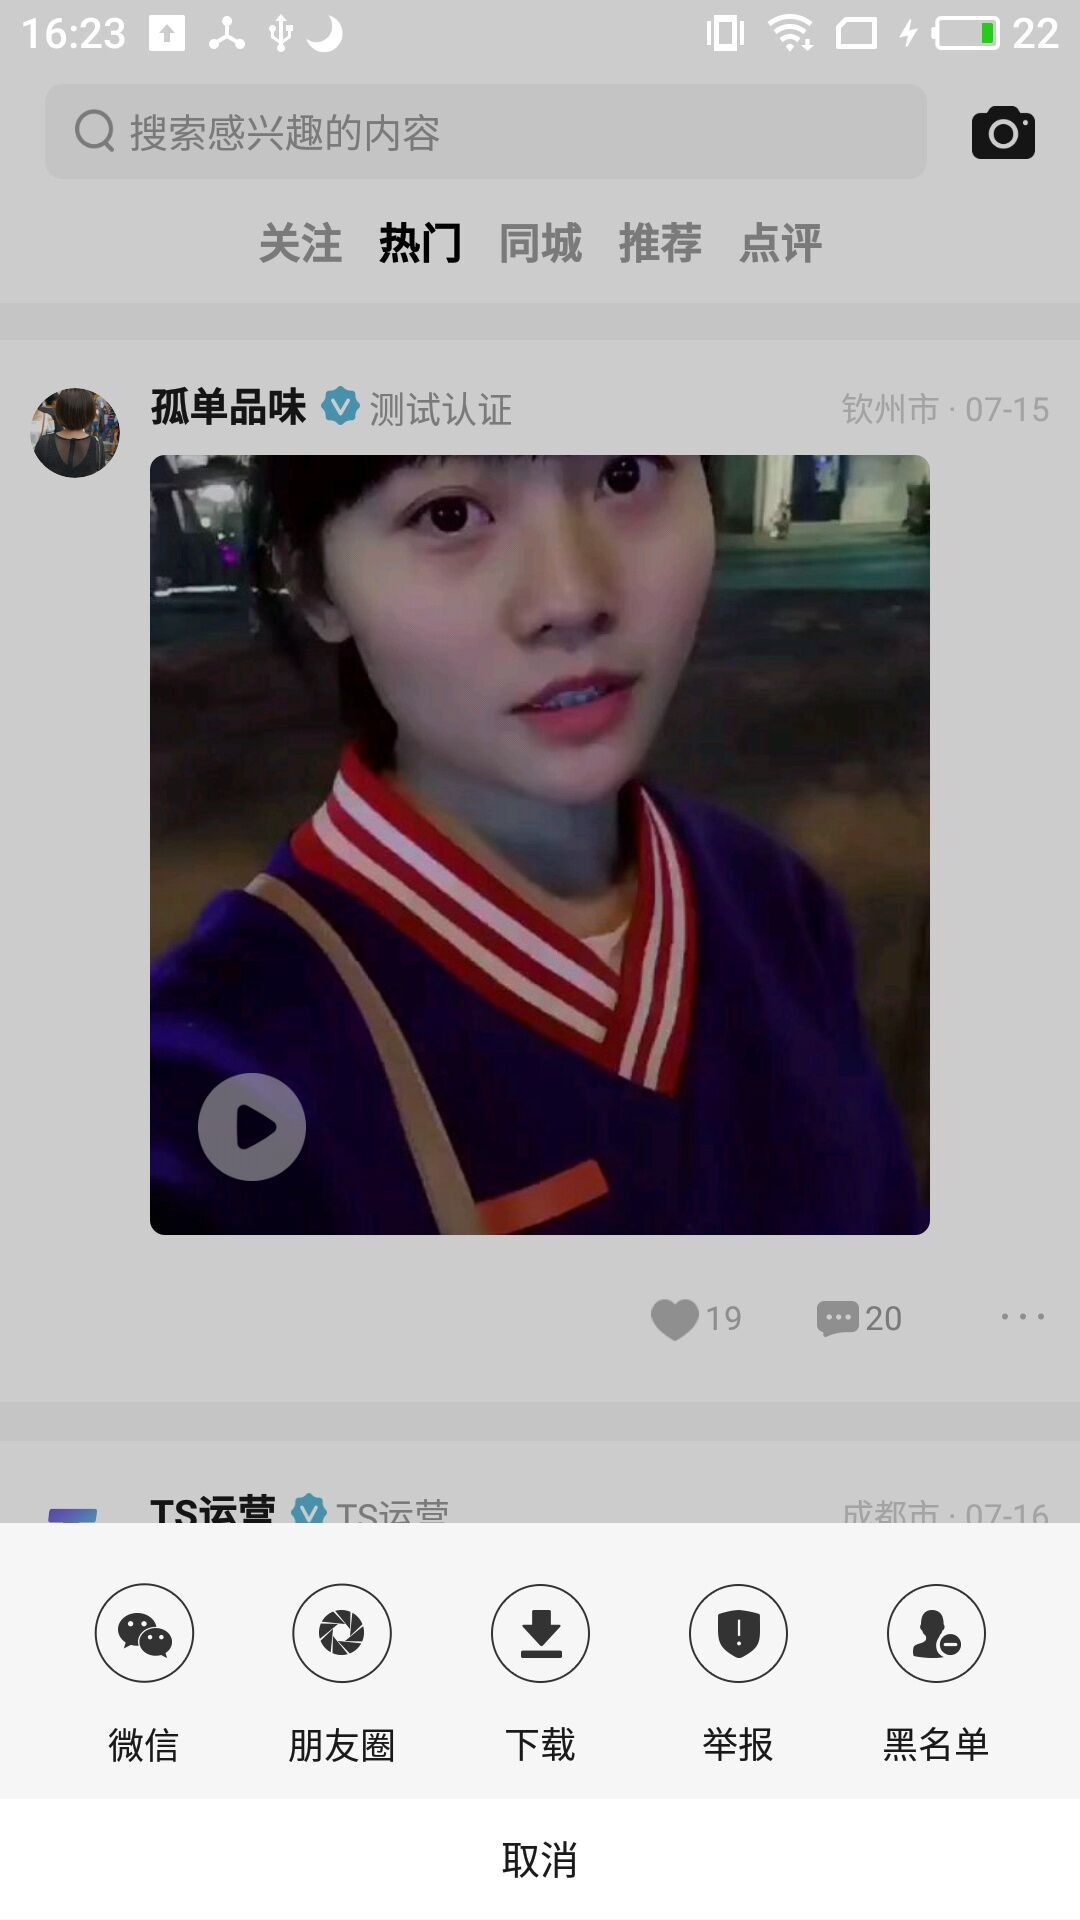 16:23 22
搜索感兴趣的内容
关注 热门 同城 推荐 点评
孤单品味 测试认证 钦州市 · 07-15
19 20
TS运营 TS运营 成都市 · 07-16
微信 朋友圈 下载 举报 黑名单
取消